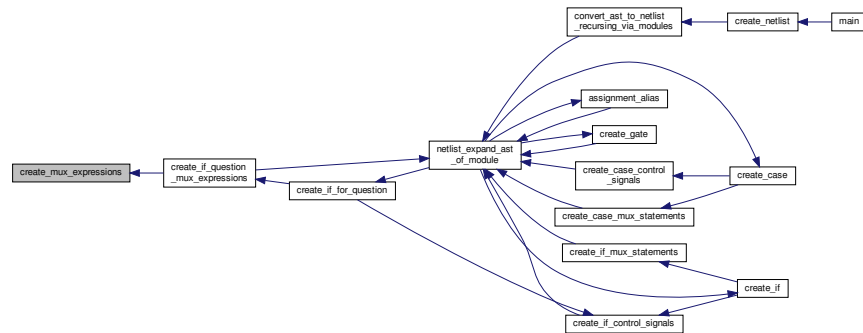 convert_ast_to_netlist
_recursing_via_modules
create_netlist
main
assignment_alias
netlist_expand_ast
_of_module
create_gate
create_mux_expressions
create_if_question
_mux_expressions
create_case_control
_signals
create_case
create_if_for_question
create_case_mux_statements
create_if_mux_statements
create_if
create_if_control_signals